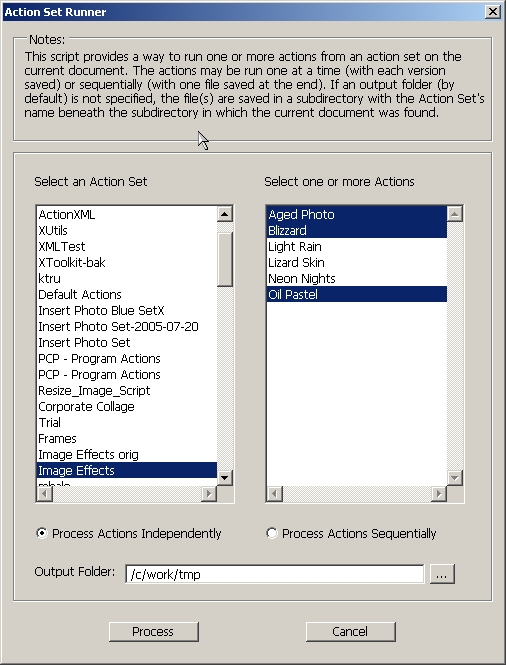 Action Set Runner
Notes:
This script provides a way to run one or more actions from an action set on the
current document. The actions may be run one at a time (with each version
saved) or sequentially (with one file saved at the end). If an output folder (by
default) is not specified, the file(s) are saved in a subdirectory with the Action Set's
name beneath the subdirectory in which the current document was found.
Select an Action Set
ActionXML
XUtils
XMLTest
XToolkit-bak
ktru
Default Actions
Insert Photo Blue SetX
Insert Photo Set-2005-07-20
Insert Photo Set
PCP - Program Actions
PCP - Program Actions
Resize_Image_Script
Corporate Collage
Trial
Frames
Image Effects orig
Image Effects
Select one or more Actions
Aged Photo
Blizzard
Light Rain
Lizard Skin
Neon Nights
Oil Pastel
Process Actions Independently
Process Actions Sequentially
Output Folder:
/c/work/tmp
...
Process
Cancel